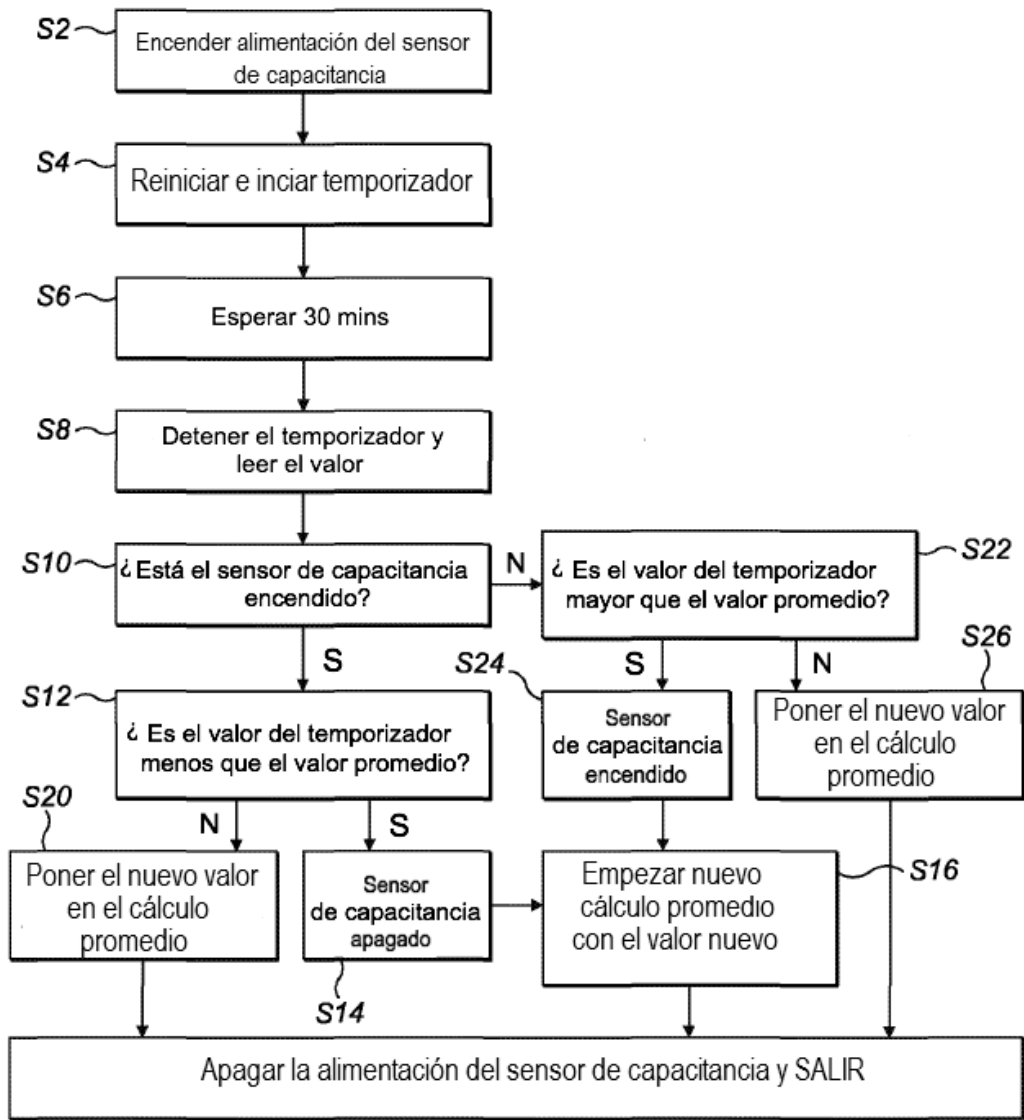 S2
Encender alimentación del sensor
de capacitancia
S4
Reiniciar e inciar temporizador
S6
Esperar 30 mins
S8
Detener el temporizador y
leer el valor
S10
¿Está el sensor de capacitancia
encendido?
N
¿ Es el valor del temporizador
mayor que el valor promedio?
S22
S
S12
¿ Es el valor del temporizador
menos que el valor promedio?
S24
S
N
S26
Sensor
de capacitancia
encendido
Poner el nuevo valor
en el cálculo
promedio
S20
N
S
Poner el nuevo valor
en el cálculo
promedio
Sensor
de capacitancia
apagado
S14
Empezar nuevo
cálculo promedio
con el valor nuevo
S16
Apagar la alimentación del sensor de capacitancia y SALIR